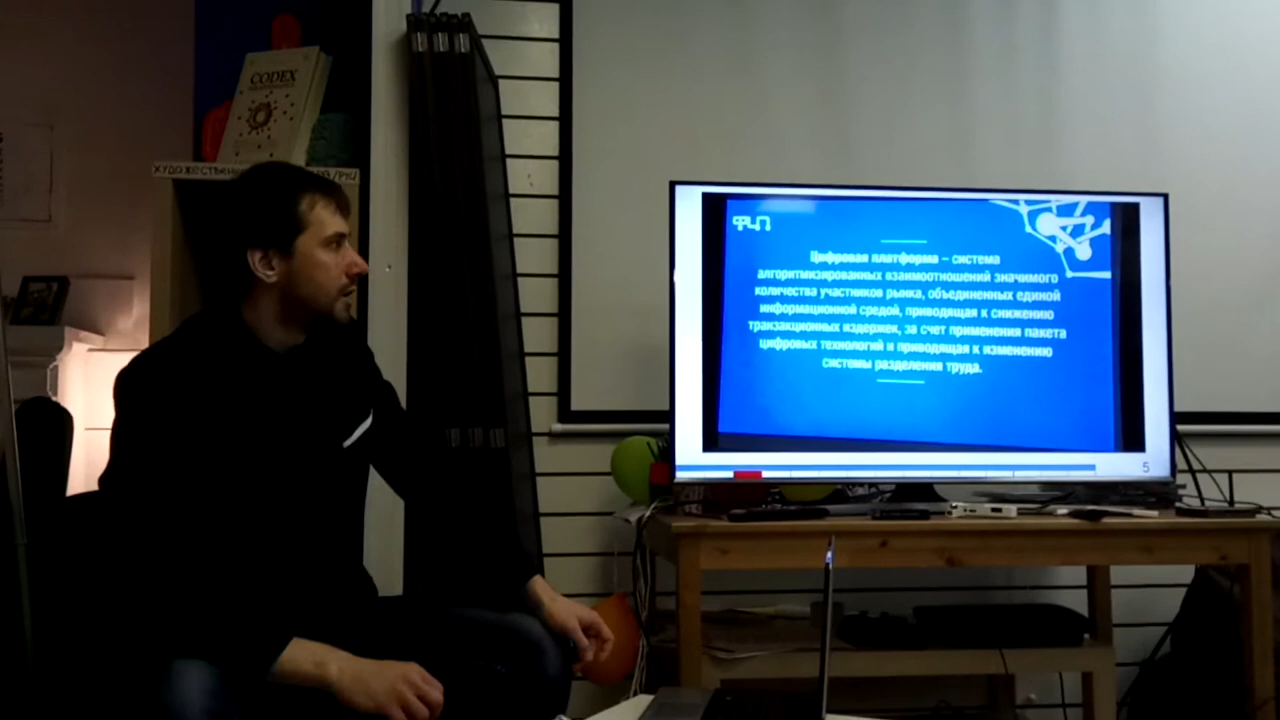 CODEX
ХУДОЖЕСТВЕН
Цифровая платформа – система
алгоритмизированных взаимоотношений значимого
количества участников рынка, объединенных единой
информационной средой, приводящая к снижению
транзакционных издержек, за счет применения пакета
цифровых технологий и приводящая к изменению
системы разделения труда.
5